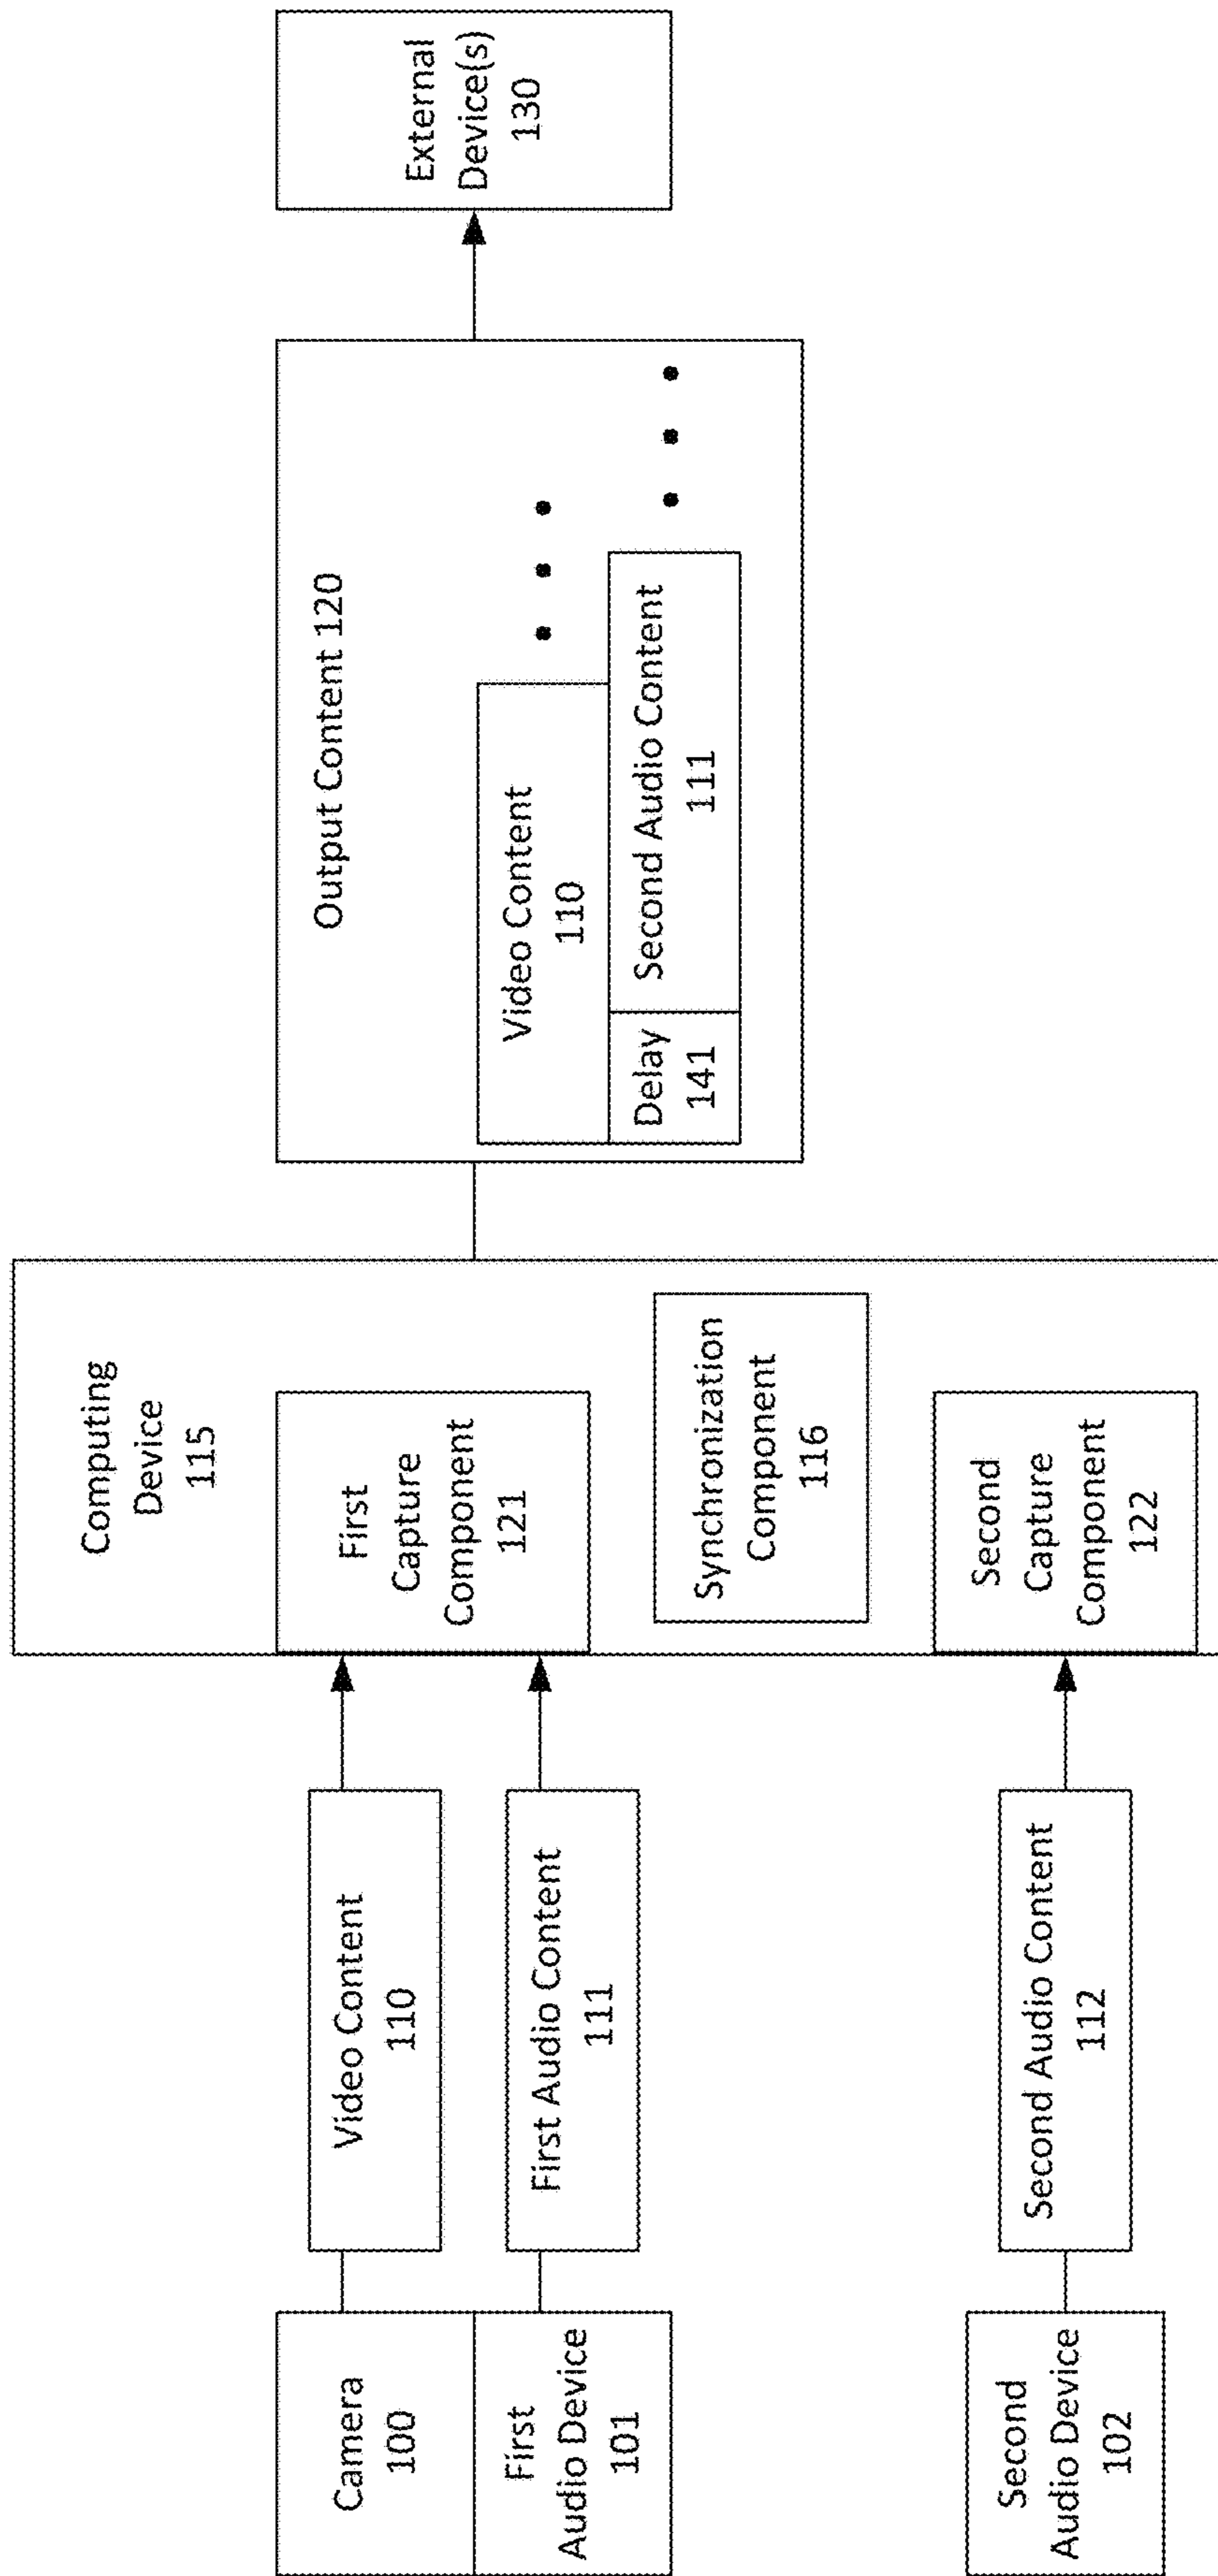 Camera
100
First
Audio Device
101
Second
Audio Device
102
Video Content
110
First Audio Content
111
Second Audio Content
112
Computing
Device
115
First
Capture
Component
121
Synchronization
Component
116
Second
Capture
Component
122
Output Content 120
Video Content
110
Delay
141
Second Audio Content
111
External
Device(s)
130